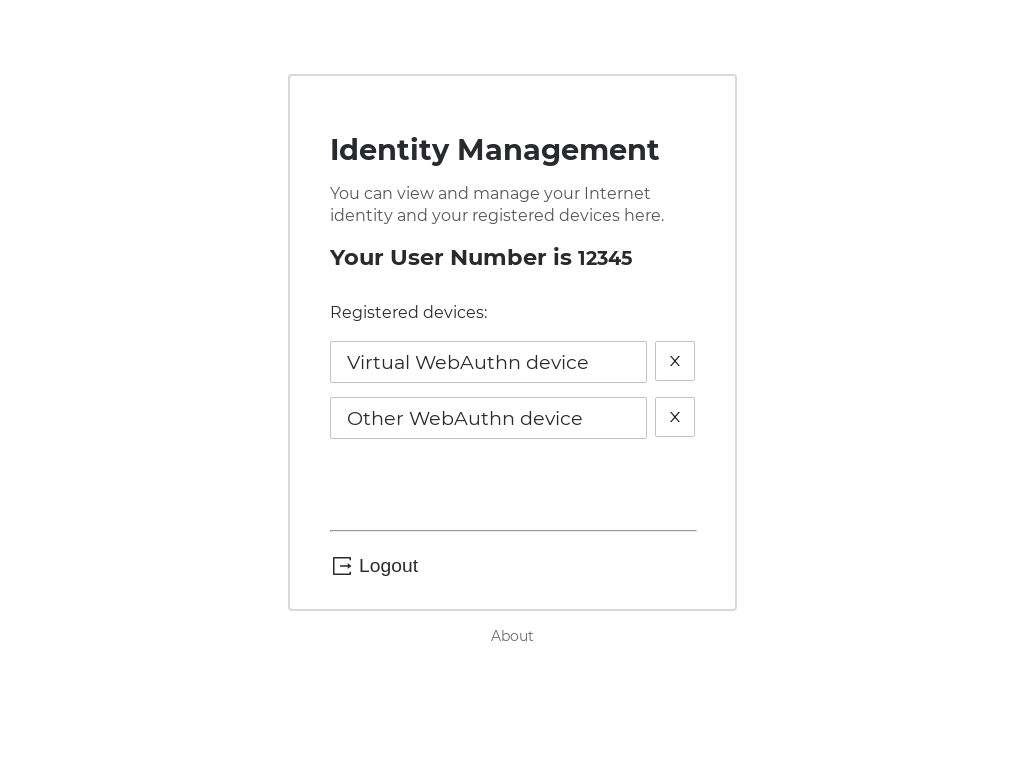 Identity Management
You can view and manage your Internet
identity and your registered devices here.
Your User Number is 12345
Registered devices:
Virtual WebAuthn device X
Other WebAuthn device X
Logout
About